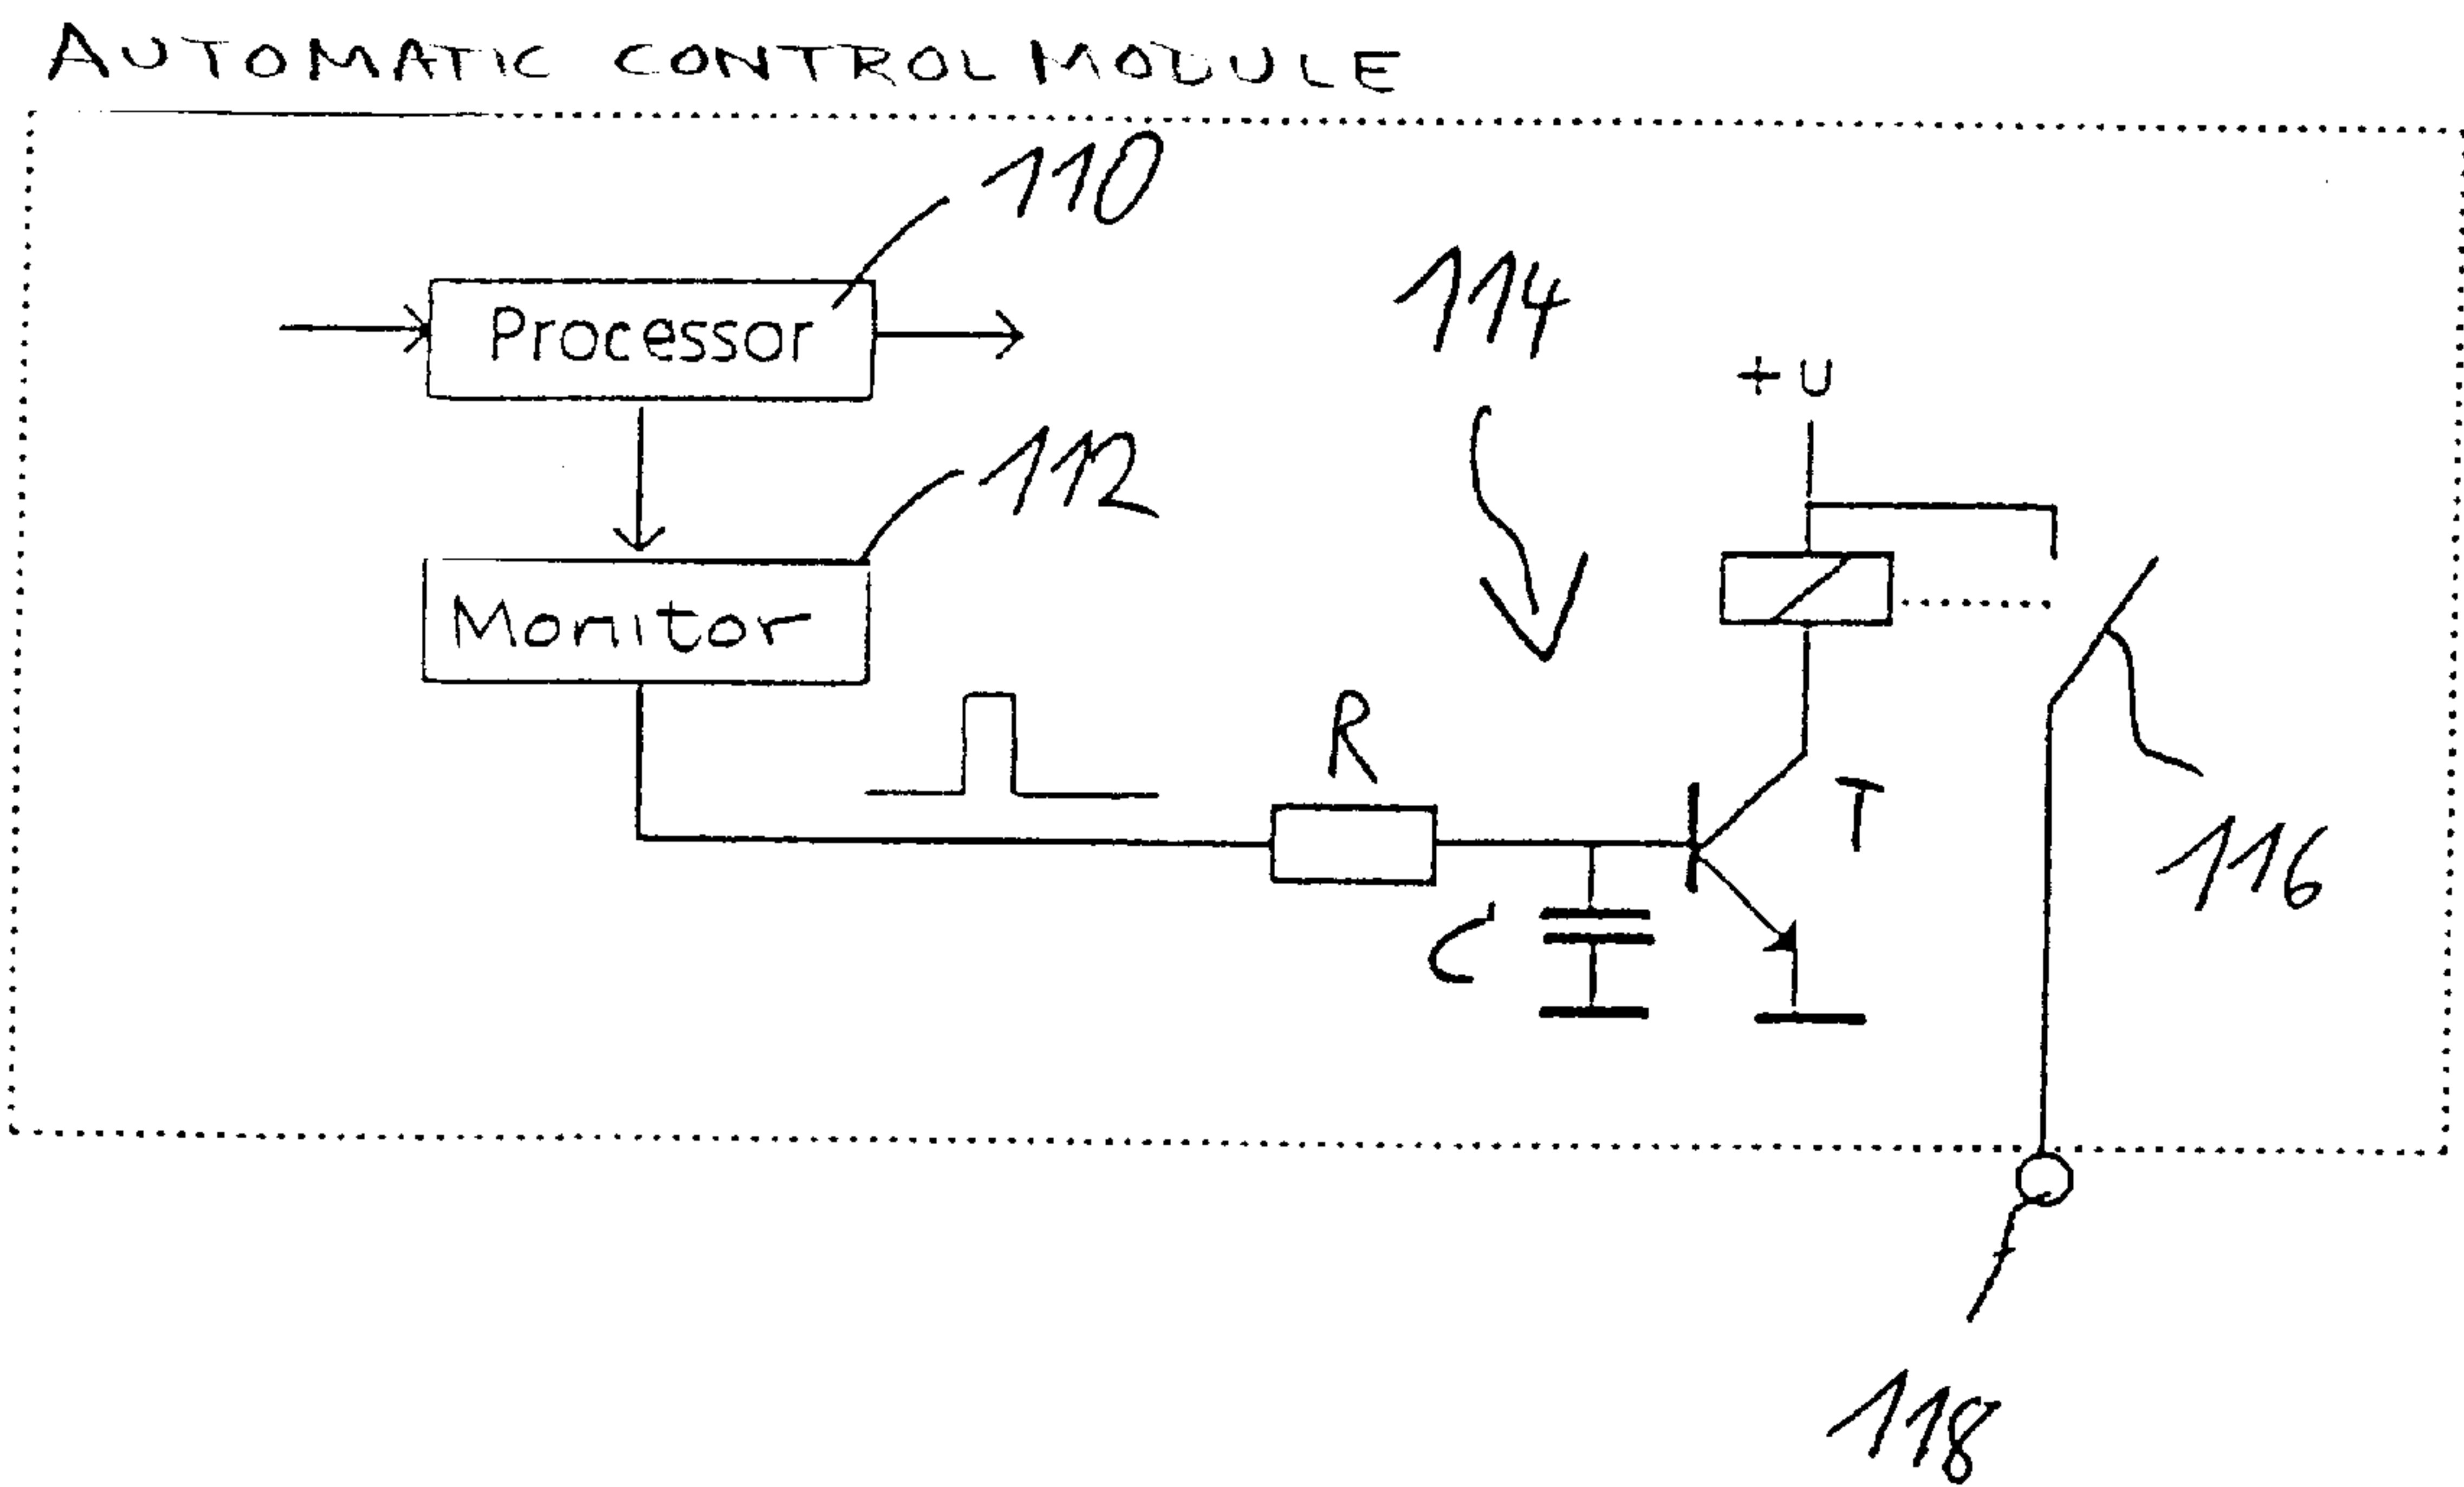 AUTOMATIC CONTROL MODULE
110
Processor
114
+U
112
Monitor
R
T
116
C
118